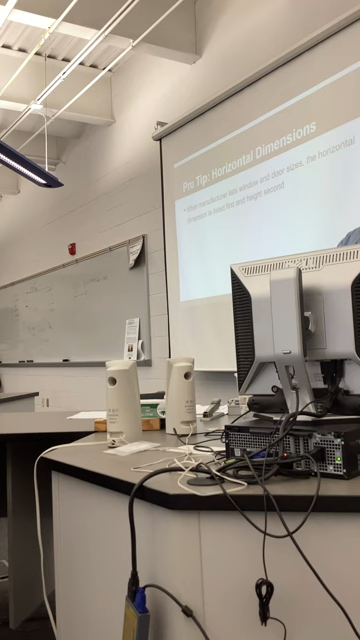 Pro Tip: Horizontal Dimensions
• When manufacturer lists window and door sizes, the horizontal
dimension is listed first and height second